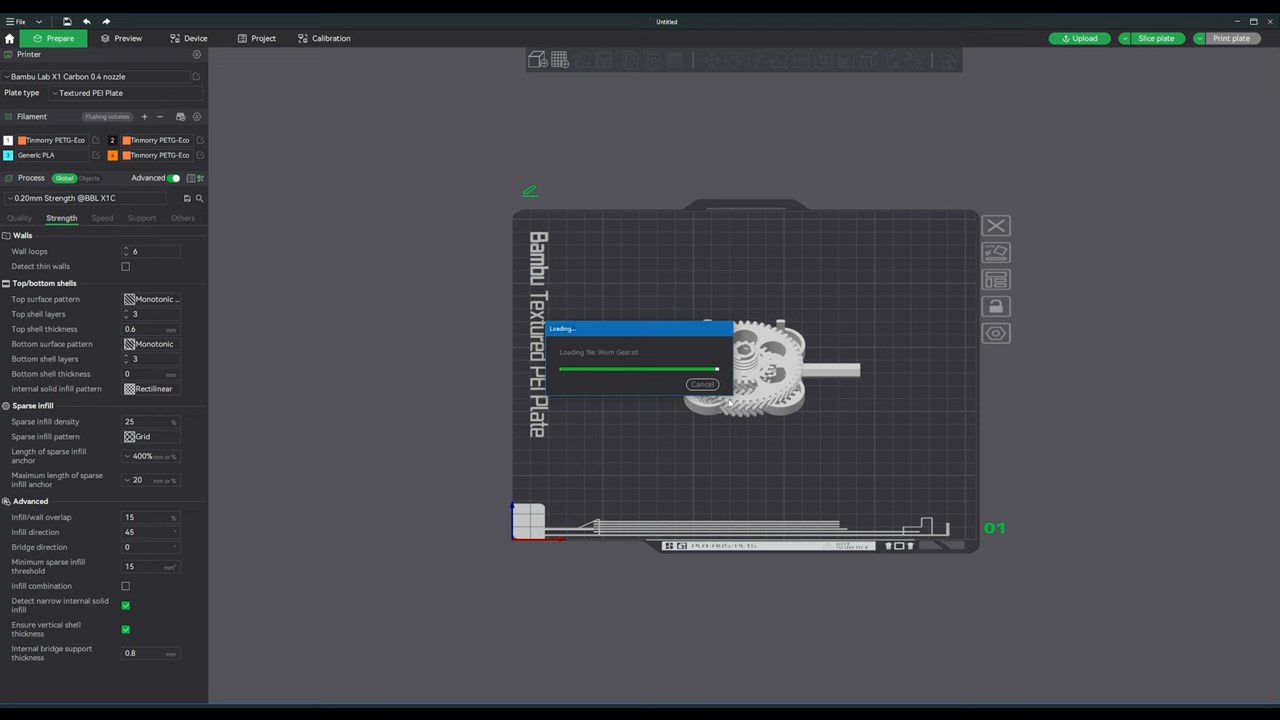 File
Untitled
Prepare
Preview
Device
Project
Calibration
Upload
Slice plate
Print plate
Printer
Bambu Lab X1 Carbon 0.4 nozzle
Plate type
Textured PEI Plate
Filament
Flushing volumes
1 Tinmorry PETG-Eco
2 Tinmorry PETG-Eco
3 Generic PLA
4 Tinmorry PETG-Eco
Process Global Objects
Advanced
0.20mm Strength @BBL X1C
Quality Strength Speed Support Others
Walls
Wall loops 6
Detect thin walls
Top/bottom shells
Top surface pattern Monotonic ...
Top shell layers 3
Top shell thickness 0.6 mm
Bottom surface pattern Monotonic
Bottom shell layers 3
Bottom shell thickness 0 mm
Internal solid infill pattern Rectilinear
Sparse infill
Sparse infill density 25 %
Sparse infill pattern Grid
Length of sparse infill
anchor 400% mm or %
Maximum length of sparse
infill anchor 20 mm or %
Advanced
Infill/wall overlap 15 %
Infill direction 45 °
Bridge direction 0 °
Minimum sparse infill
threshold 15 mm²
Infill combination
Detect narrow internal solid
infill
Ensure vertical shell
thickness
Internal bridge support
thickness 0.8 mm
Bambu Textured PEI Plate
Loading...
Loading file: Worn Gear.stl
Cancel
01